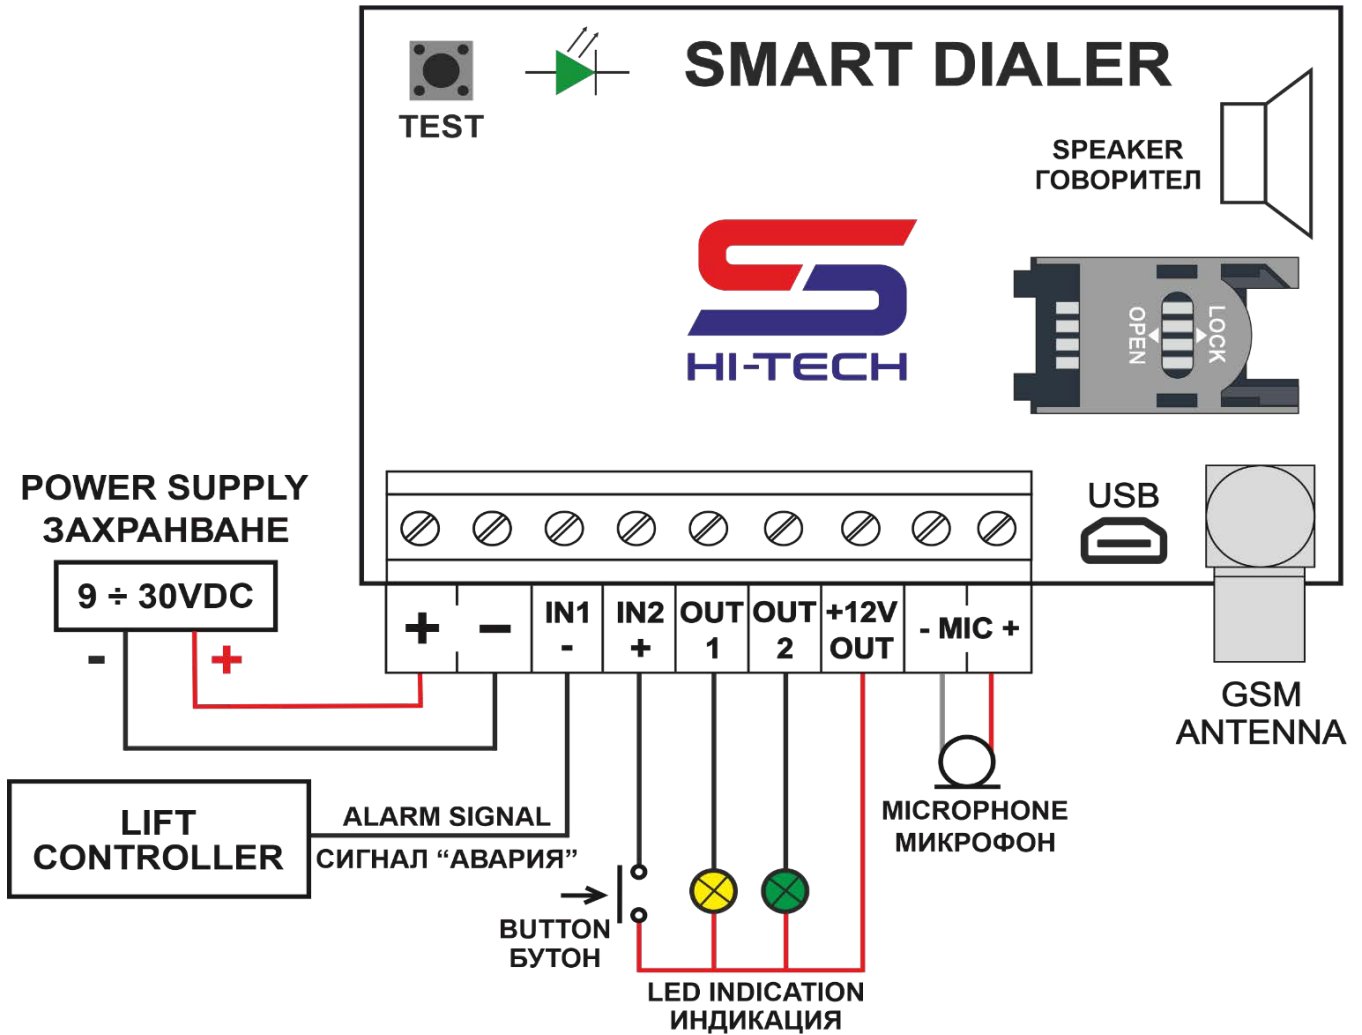 SMART DIALER
TEST
SPEAKER
ГОВОРИТЕЛ
HI-TECH
OPEN
LOCK
POWER SUPPLY
ЗАХРАНВАНЕ
9 ÷ 30VDC
- +
USB
+ −
IN1
-
IN2
+
OUT
1
OUT
2
+12V
OUT
- MIC +
GSM
ANTENNA
LIFT
CONTROLLER
ALARM SIGNAL
СИГНАЛ “АВАРИЯ”
MICROPHONE
МИКРОФОН
BUTTON
БУТОН
LED INDICATION
ИНДИКАЦИЯ